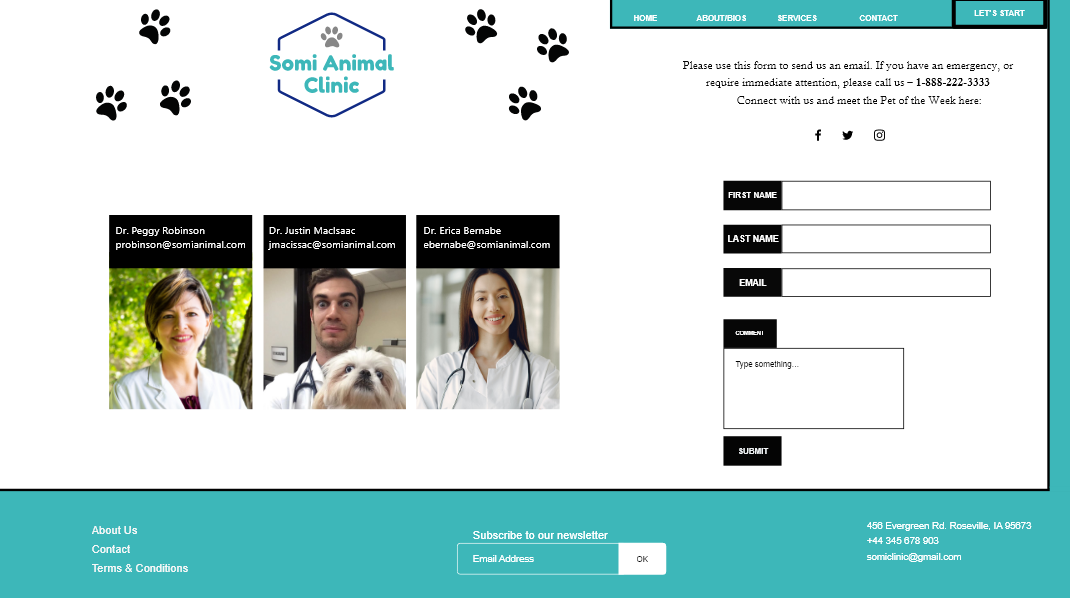 HOME ABOUT/BIOS SERVICES CONTACT LET'S START
Somi Animal
Clinic
Please use this form to send us an email. If you have an emergency, or
require immediate attention, please call us – 1-888-222-3333
Connect with us and meet the Pet of the Week here:
Dr. Peggy Robinson
probinson@somianimal.com
Dr. Justin MacIsaac
jmacissac@somianimal.com
Dr. Erica Bernabe
ebernabe@somianimal.com
FIRST NAME
LAST NAME
EMAIL
COMMENT
Type something...
SUBMIT
About Us
Contact
Terms & Conditions
Subscribe to our newsletter
Email Address OK
456 Evergreen Rd. Roseville, IA 95673
+44 345 678 903
somiclinic@gmail.com